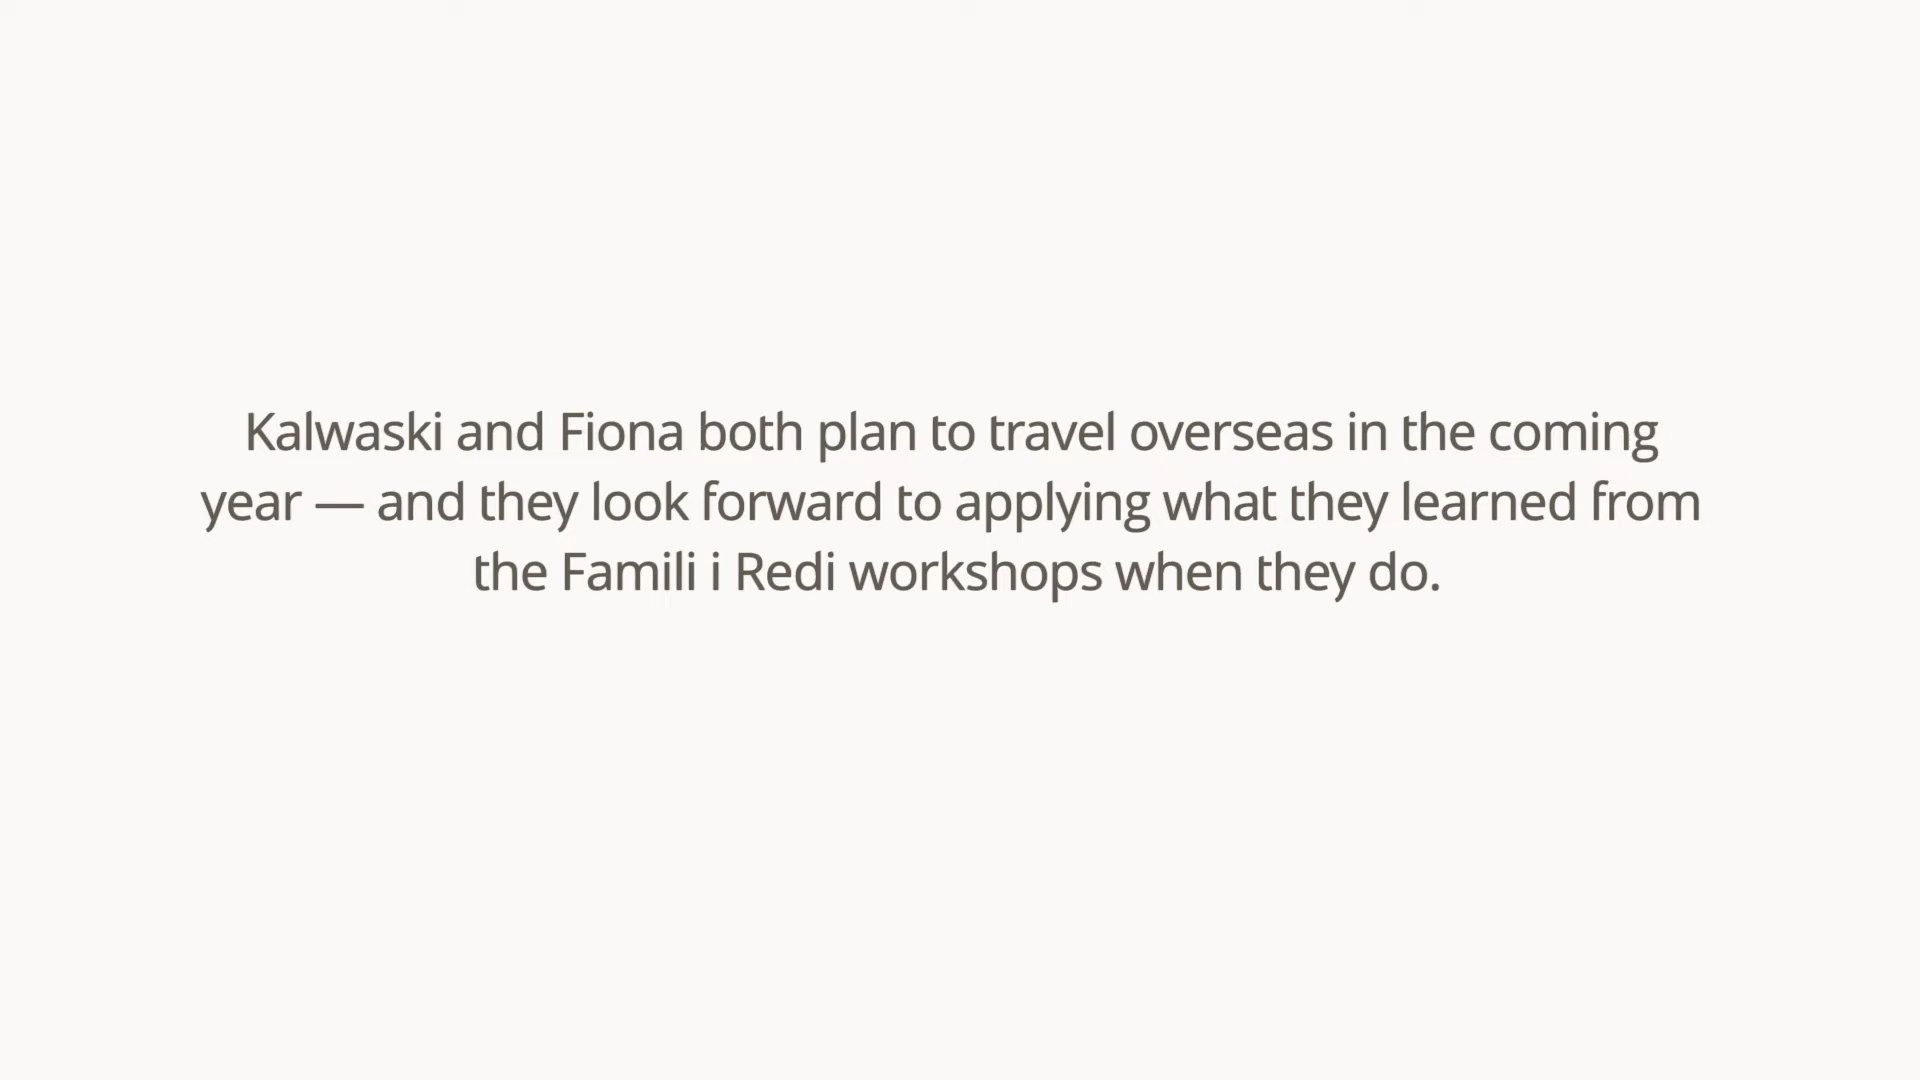 Kalwaski and Fiona both plan to travel overseas in the coming
year — and they look forward to applying what they learned from
the Famili i Redi workshops when they do.